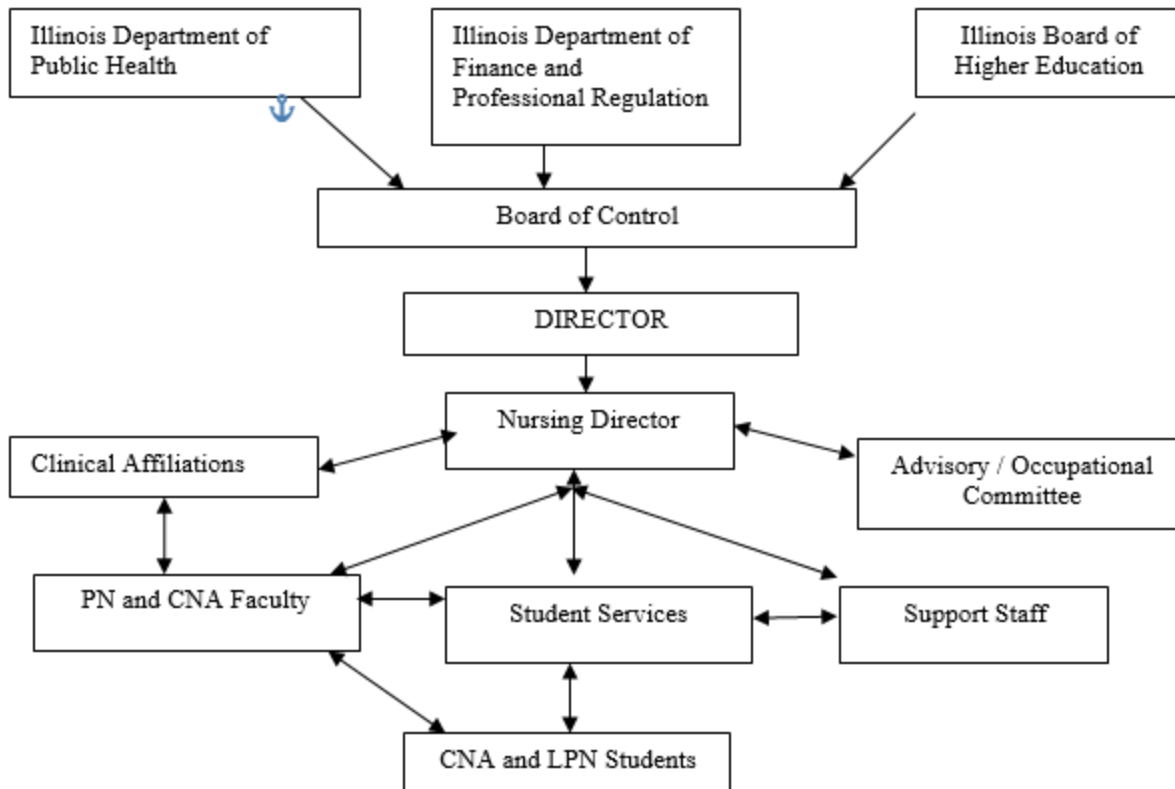 Illinois Department of
Public Health
Illinois Department of
Finance and
Professional Regulation
Illinois Board of
Higher Education
Board of Control
DIRECTOR
Nursing Director
Clinical Affiliations
Advisory / Occupational
Committee
PN and CNA Faculty
Student Services
Support Staff
CNA and LPN Students